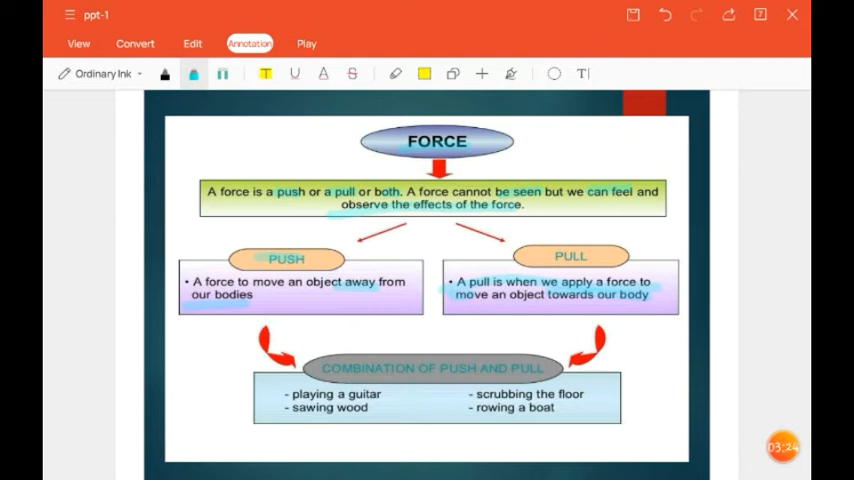 ppt-1
7
View Convert Edit Annotation Play
Ordinary Ink T U A S T
FORCE
A force is a push or a pull or both. A force cannot be seen but we can feel and
observe the effects of the force.
PUSH
• A force to move an object away from
our bodies
PULL
• A pull is when we apply a force to
move an object towards our body
COMBINATION OF PUSH AND PULL
- playing a guitar
- sawing wood
- scrubbing the floor
- rowing a boat
03:24